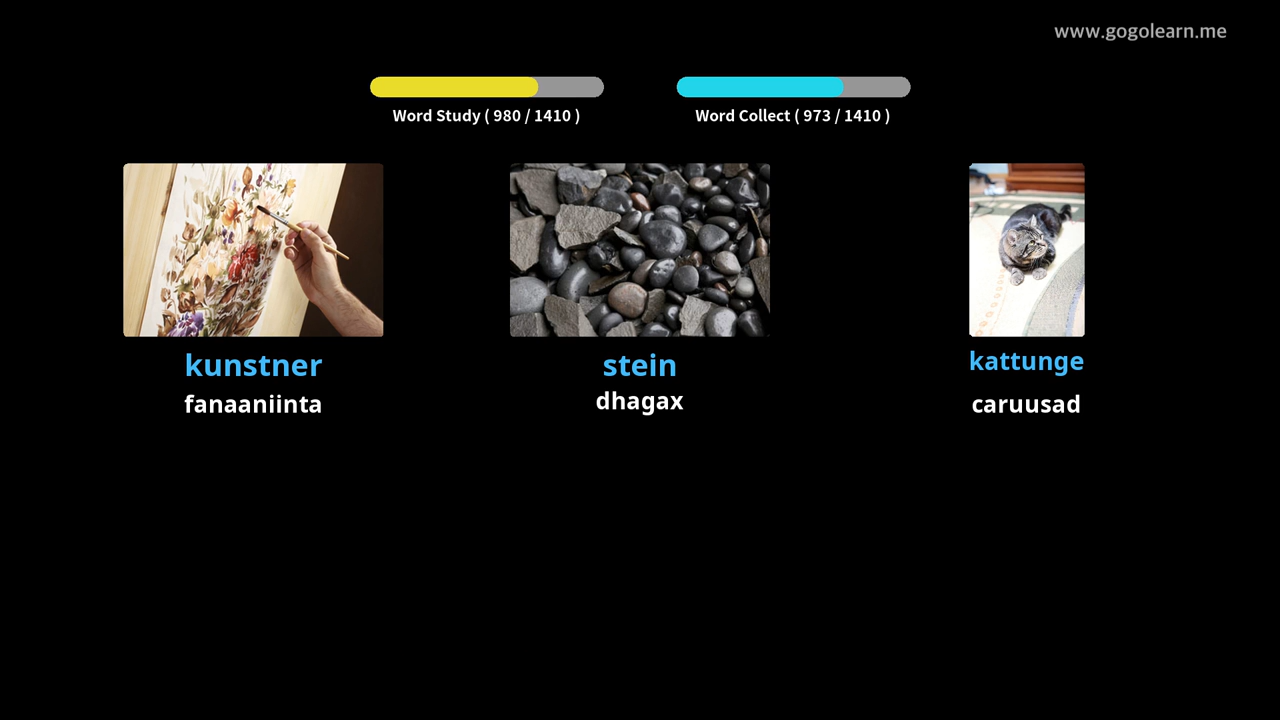 www.gogolearn.me
Word Study ( 980 / 1410 )
Word Collect ( 973 / 1410 )
kunstner
fanaaniinta
stein
dhagax
kattunge
caruusad